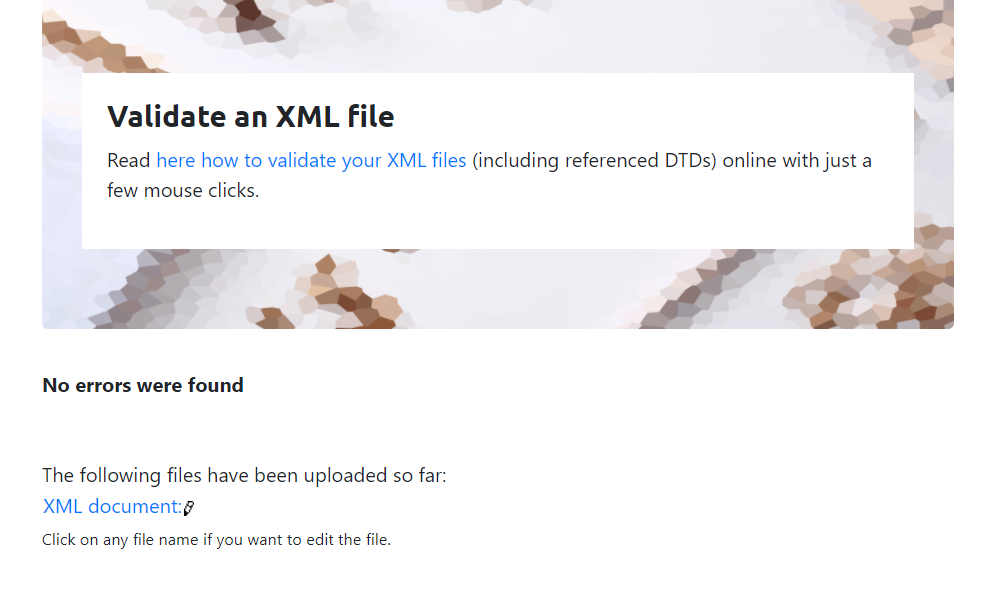 Validate an XML file
Read here how to validate your XML files (including referenced DTDs) online with just a
few mouse clicks.
No errors were found
The following files have been uploaded so far:
XML document:
Click on any file name if you want to edit the file.